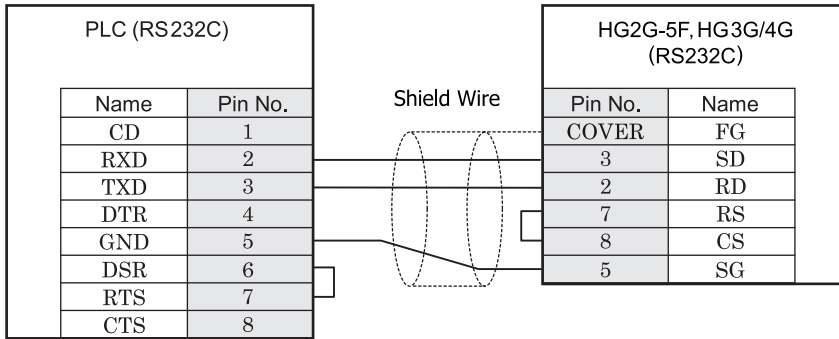 PLC (RS232C)
HG2G-5F, HG3G/4G
(RS232C)
Shield Wire
Name Pin No.
CD 1
RXD 2
TXD 3
DTR 4
GND 5
DSR 6
RTS 7
CTS 8
Pin No. Name
COVER FG
3 SD
2 RD
7 RS
8 CS
5 SG